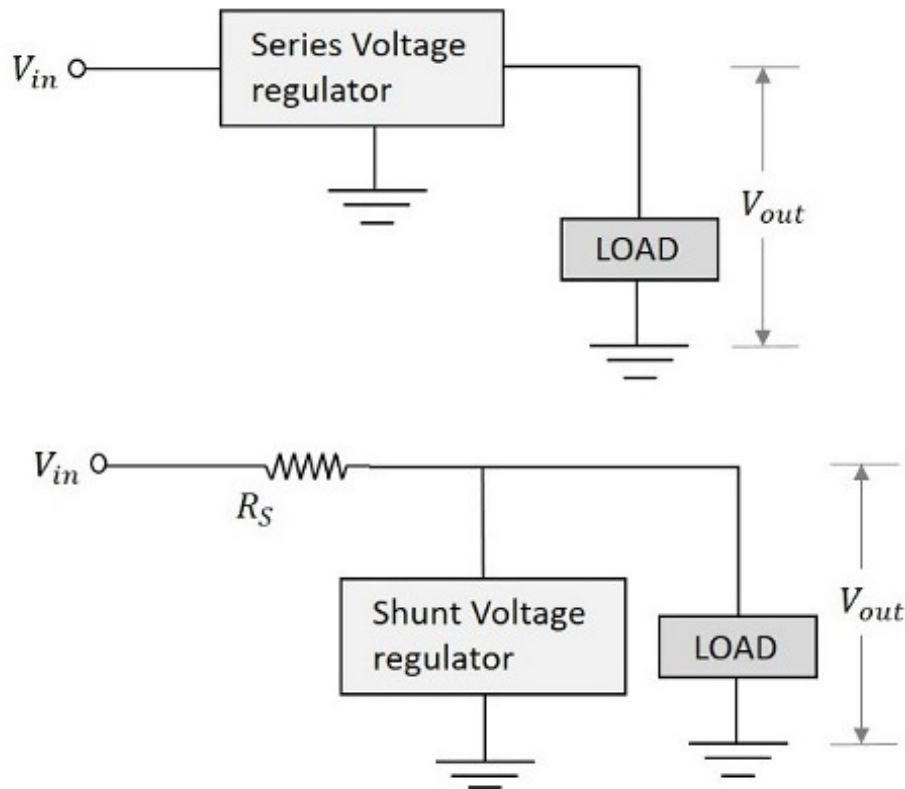 Series Voltage
regulator
V_in
V_out
LOAD
V_in
R_S
Shunt Voltage
regulator
V_out
LOAD